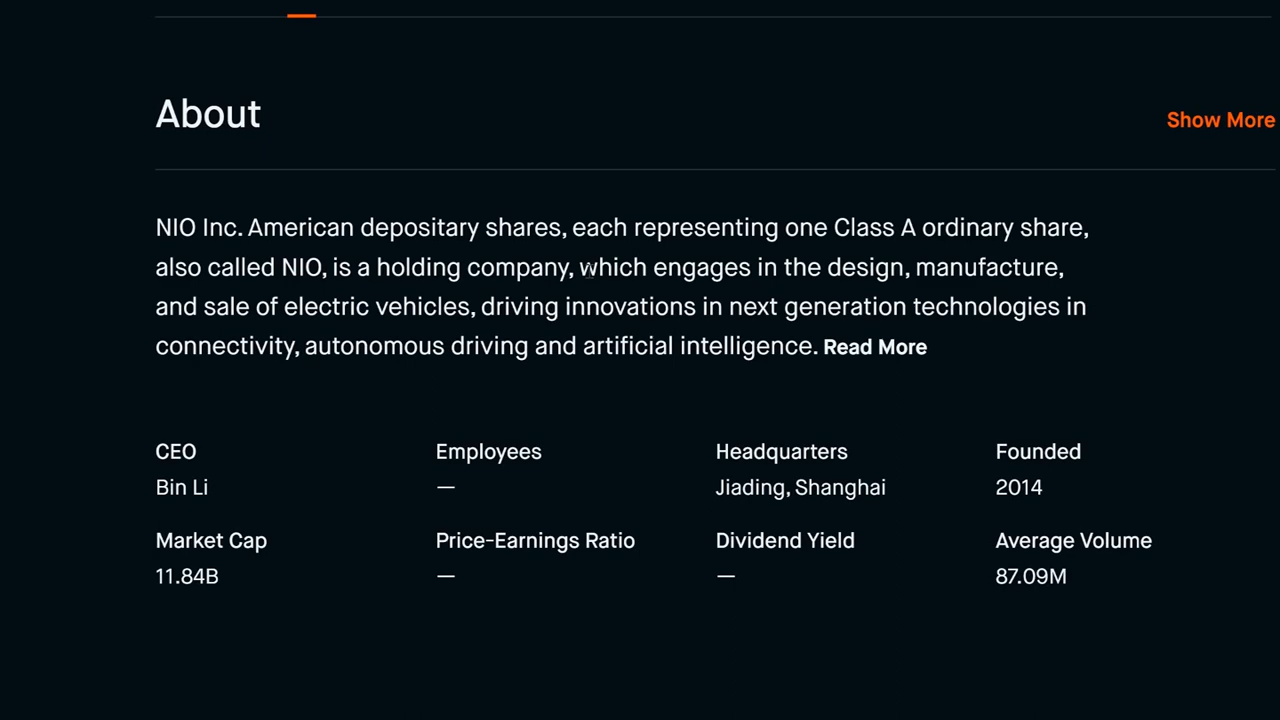 About
Show More
NIO Inc. American depositary shares, each representing one Class A ordinary share,
also called NIO, is a holding company, which engages in the design, manufacture,
and sale of electric vehicles, driving innovations in next generation technologies in
connectivity, autonomous driving and artificial intelligence. Read More
CEO
Employees
Headquarters
Founded
Bin Li
—
Jiading, Shanghai
2014
Market Cap
Price-Earnings Ratio
Dividend Yield
Average Volume
11.84B
—
—
87.09M